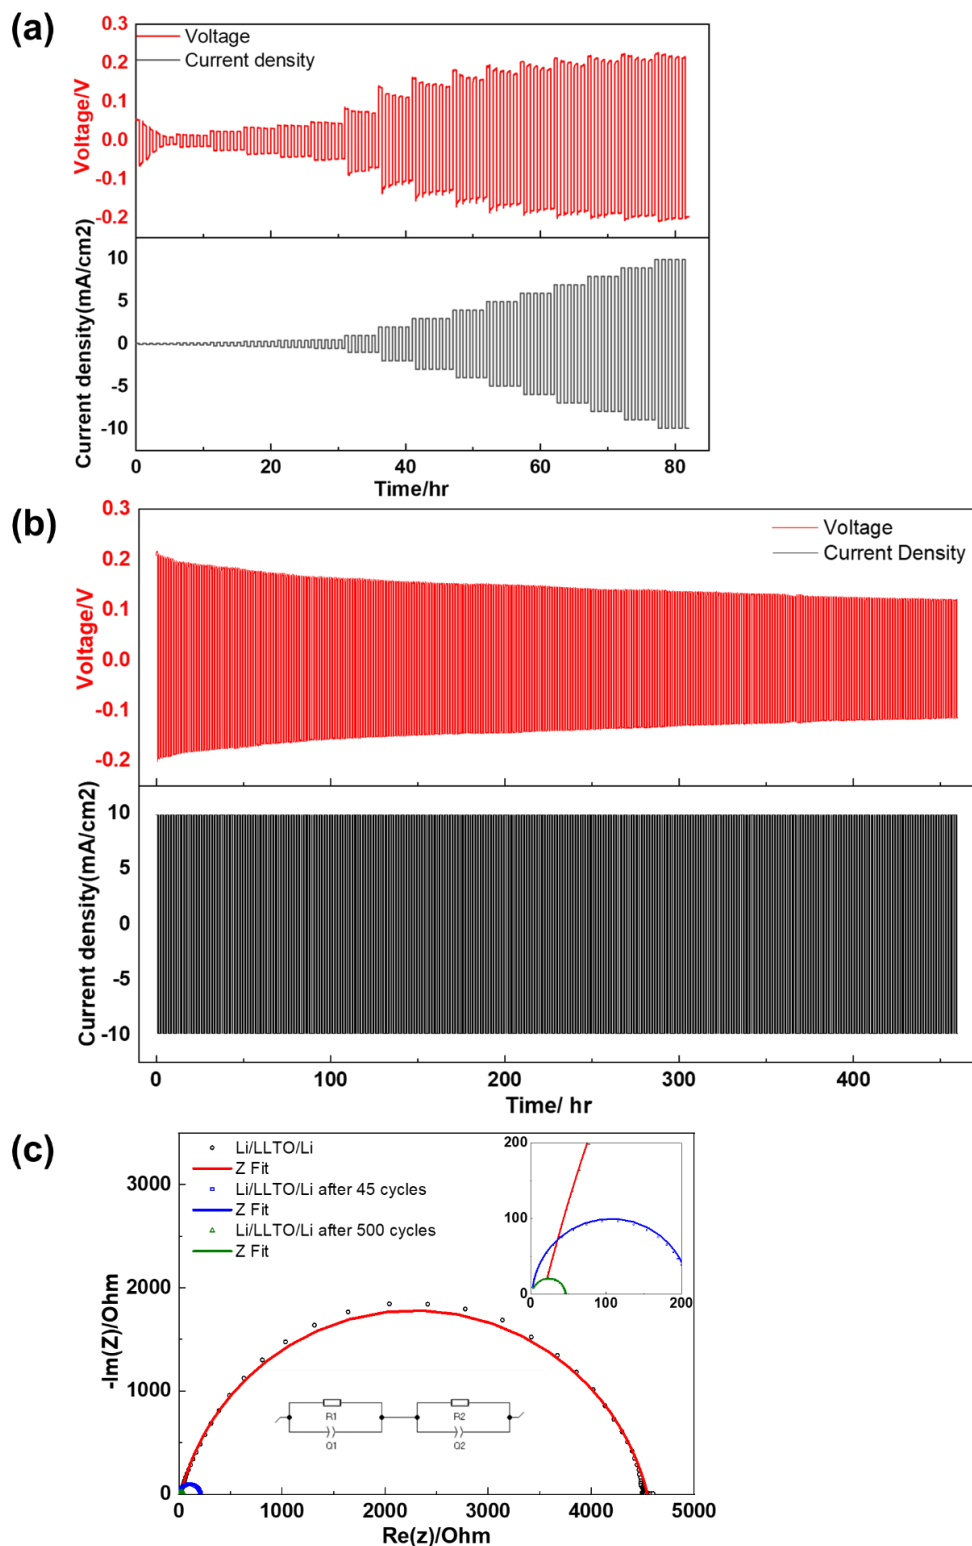 (a)
Voltage
Current density
Voltage/V
0.3
0.2
0.1
0.0
-0.1
-0.2
Current density(mA/cm2)
10
5
0
-5
-10
0 20 40 60 80
Time/hr
(b)
Voltage
Current Density
Voltage/V
0.3
0.2
0.1
0.0
-0.1
-0.2
Current density(mA/cm2)
10
5
0
-5
-10
0 100 200 300 400
Time/ hr
(c)
Li/LLTO/Li
Z Fit
Li/LLTO/Li after 45 cycles
Z Fit
Li/LLTO/Li after 500 cycles
Z Fit
200
100
0
0 100 200
-Im(Z)/Ohm
3000
2000
1000
0
R1 R2
Q1 Q2
0 1000 2000 3000 4000 5000
Re(z)/Ohm